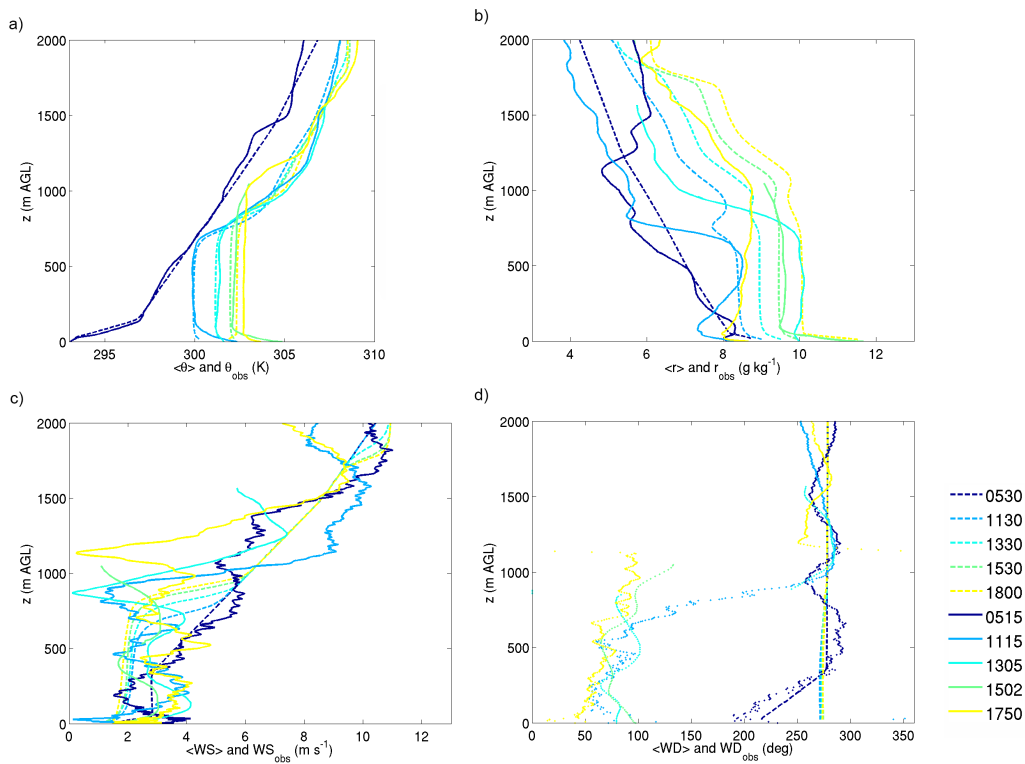 a)
2000
1500
1000
500
0
z (m AGL)
295 300 305 310
<θ> and θobs (K)
b)
2000
1500
1000
500
0
z (m AGL)
4 6 8 10 12
<r> and robs (g kg-1)
c)
2000
1500
1000
500
0
z (m AGL)
0 2 4 6 8 10 12
<WS> and WSobs (m s-1)
d)
2000
1500
1000
500
0
z (m AGL)
0 50 100 150 200 250 300 350
<WD> and WDobs (deg)
0530
1130
1330
1530
1800
0515
1115
1305
1502
1750